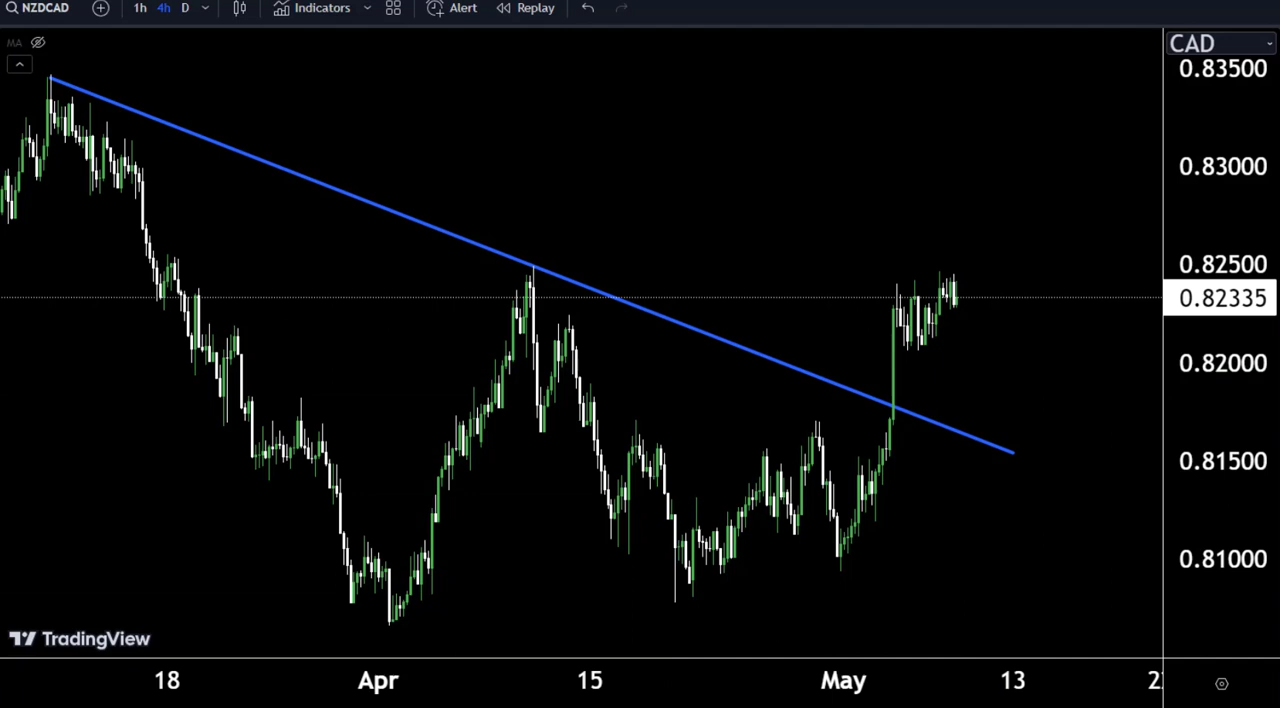 NZDCAD 1h 4h D Indicators Alert Replay
MA
CAD
0.83500
0.83000
0.82500
0.82335
0.82000
0.81500
0.81000
TradingView
18 Apr 15 May 13 2